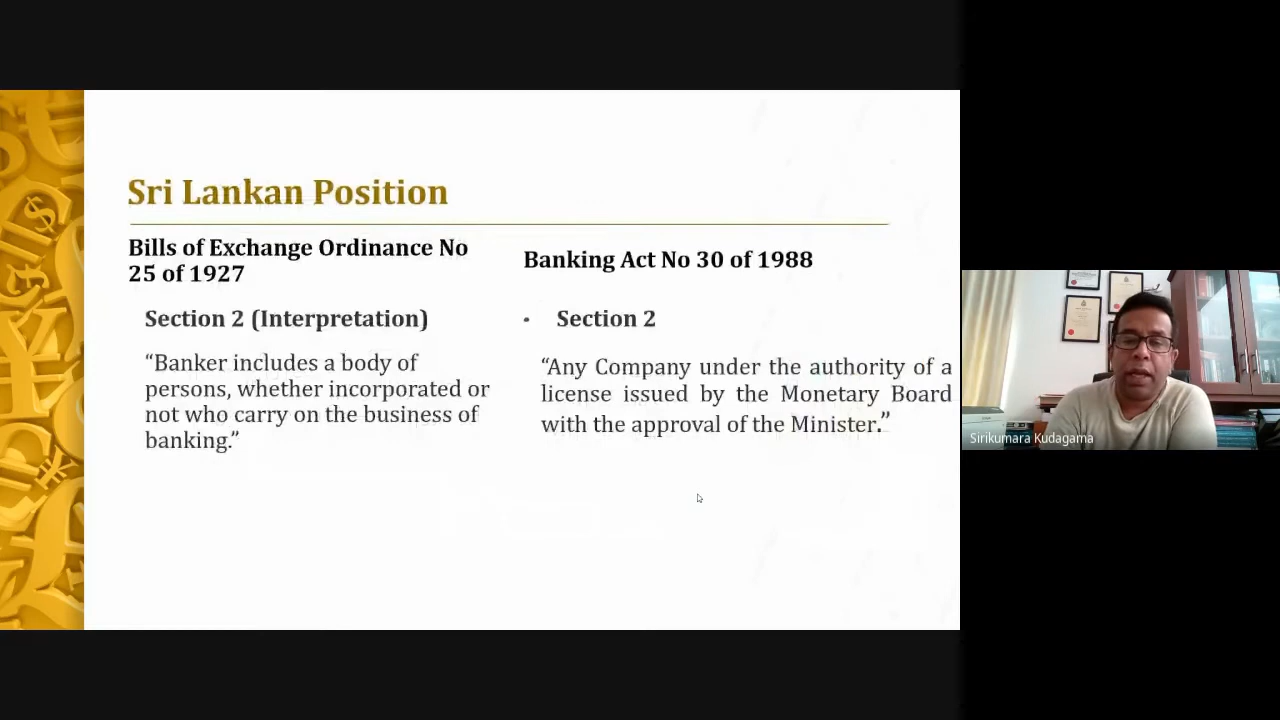 Sri Lankan Position
Bills of Exchange Ordinance No
25 of 1927
Section 2 (Interpretation)
“Banker includes a body of
persons, whether incorporated or
not who carry on the business of
banking.”
Banking Act No 30 of 1988
• Section 2
“Any Company under the authority of a
license issued by the Monetary Board
with the approval of the Minister.”
Sirikumara Kudagama